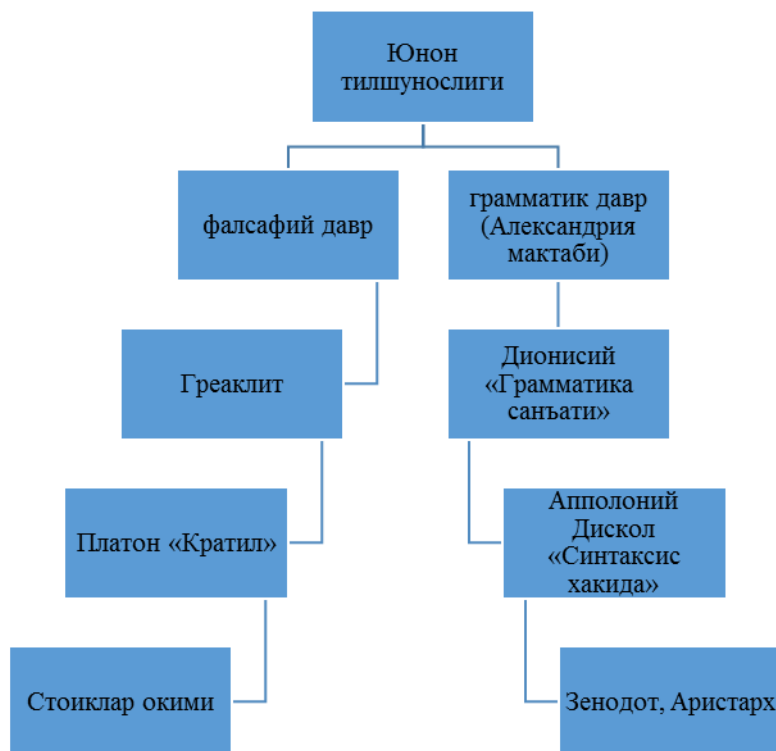 Юнон
тилшунослиги
фалсафий давр
грамматик давр
(Александрия
мактаби)
Греаклит
Дионисий
«Грамматика
санъати»
Платон «Кратил»
Апполоний
Дискол
«Синтаксис
хакида»
Стоиклар окими
Зенодот, Аристарх